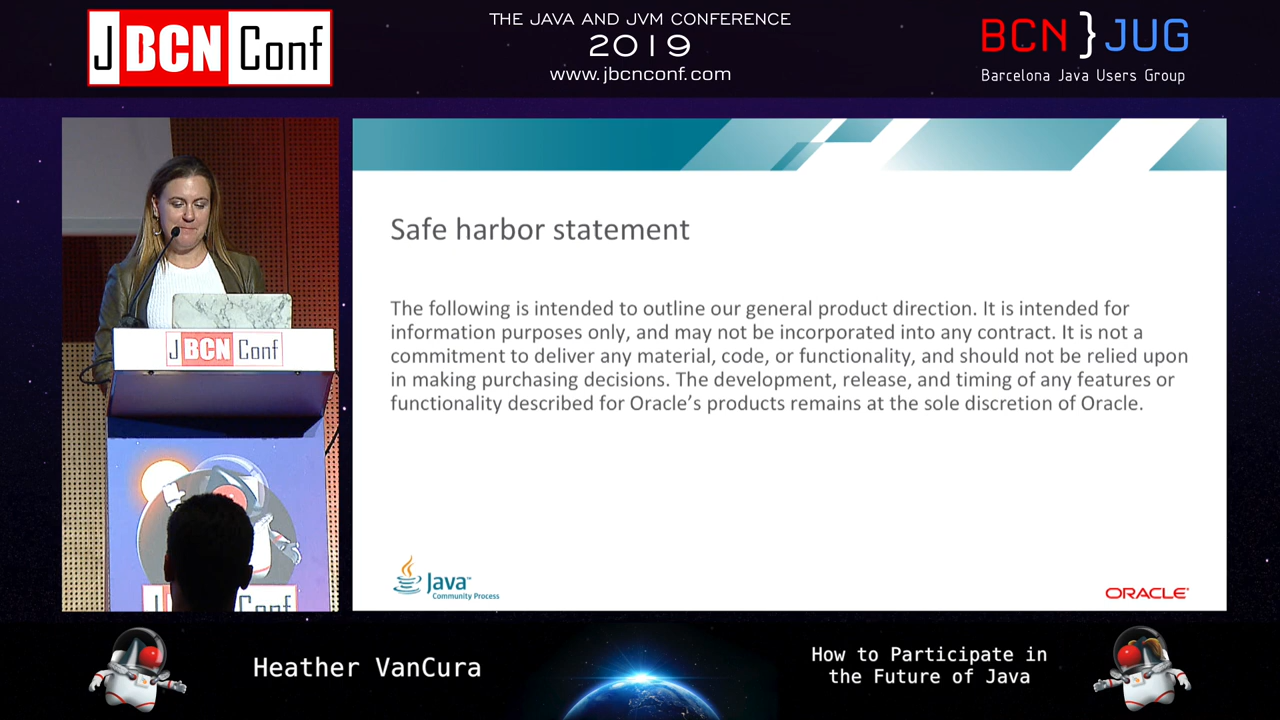 JBCNConf
THE JAVA AND JVM CONFERENCE
2019
www.jbcnconf.com
BCN}JUG
Barcelona Java Users Group
Safe harbor statement
The following is intended to outline our general product direction. It is intended for
information purposes only, and may not be incorporated into any contract. It is not a
commitment to deliver any material, code, or functionality, and should not be relied upon
in making purchasing decisions. The development, release, and timing of any features or
functionality described for Oracle’s products remains at the sole discretion of Oracle.
Java™
Community Process
ORACLE®
JBCNConf
J Conf
Heather VanCura
How to Participate in
the Future of Java